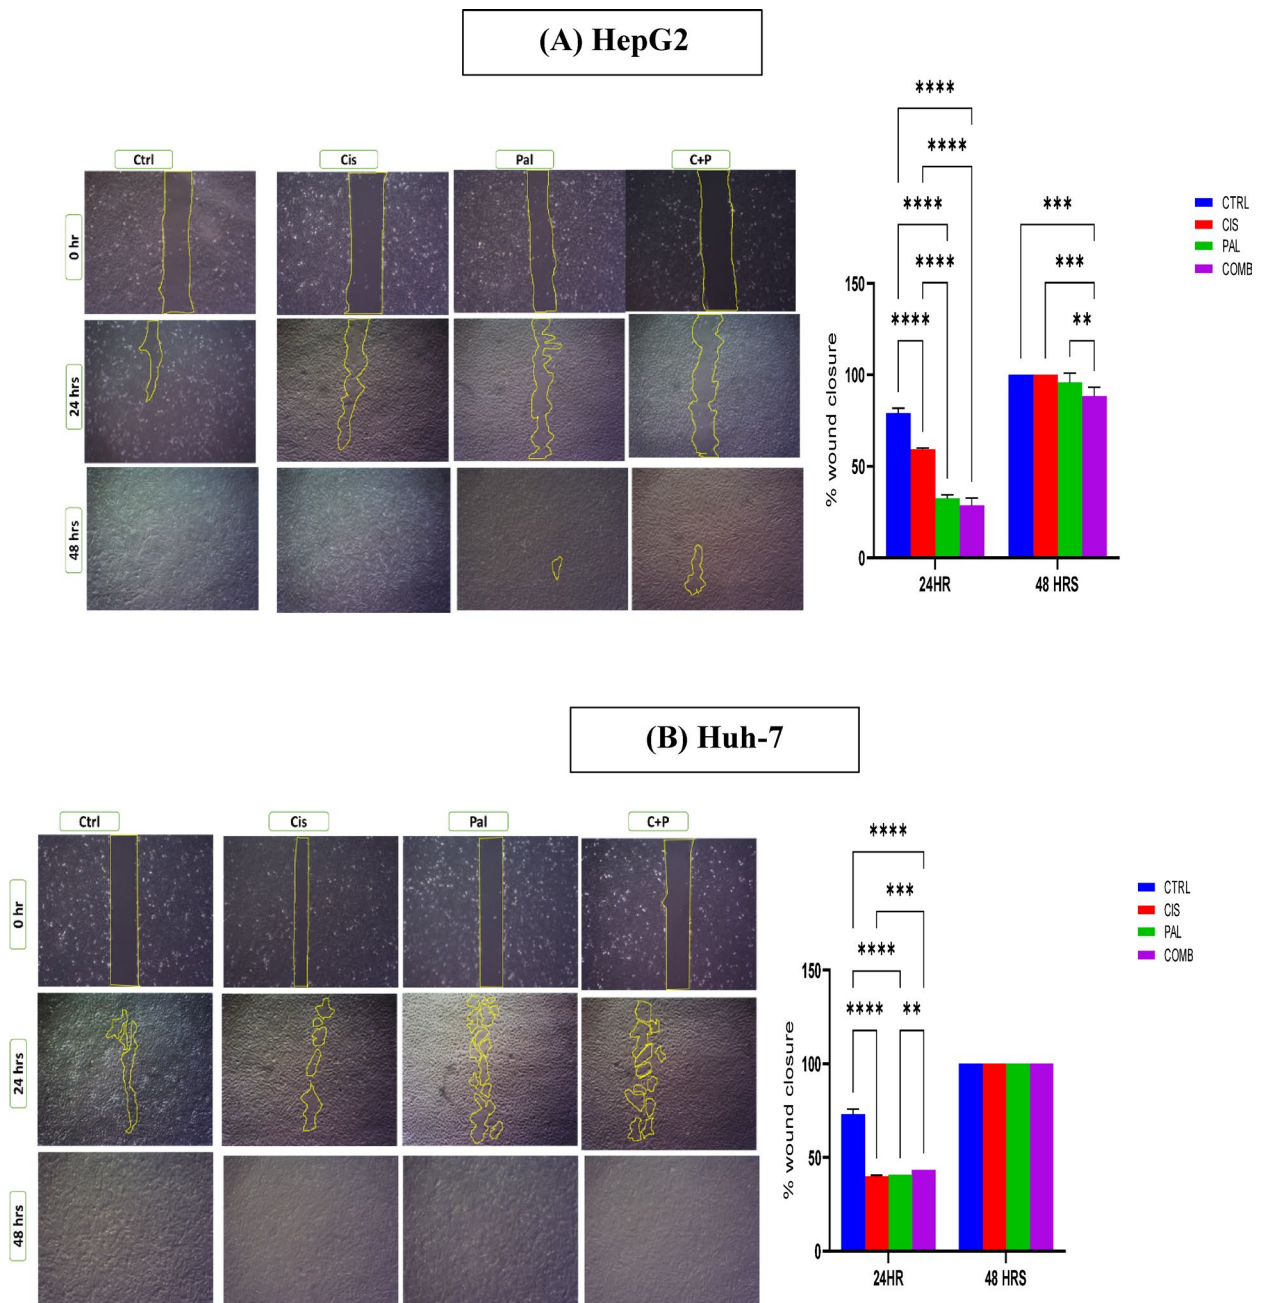 (A) HepG2
Ctrl
Cis
Pal
C+P
0 hr
24 hrs
48 hrs
****
****
****
****
****
***
***
**
CTRL
CIS
PAL
COMB
% wound closure
150
100
50
0
24HR
48 HRS
(B) Huh-7
Ctrl
Cis
Pal
C+P
0 hr
24 hrs
48 hrs
****
***
****
****
**
CTRL
CIS
PAL
COMB
% wound closure
150
100
50
0
24HR
48 HRS